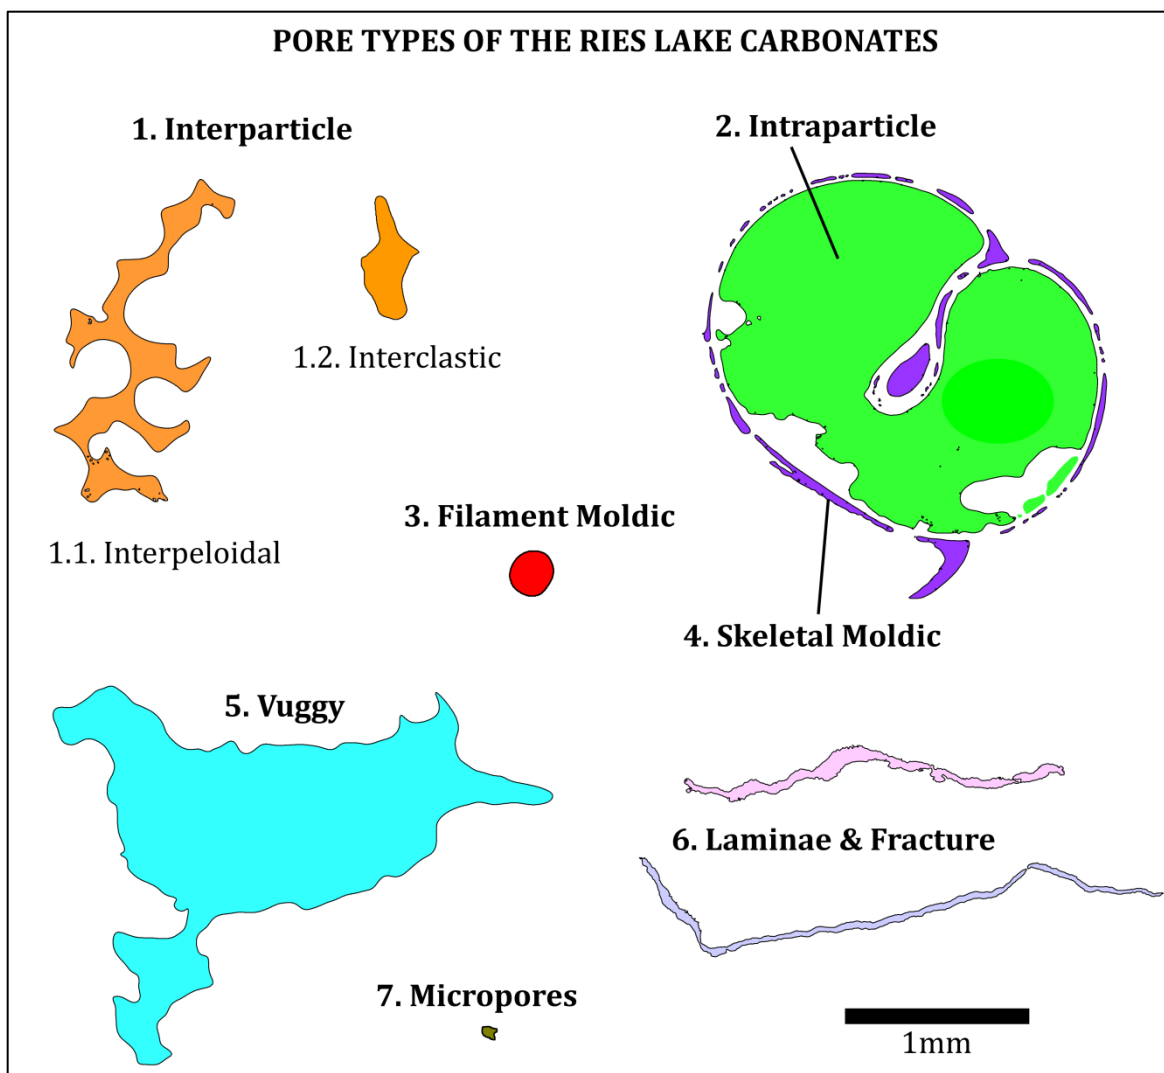 PORE TYPES OF THE RIES LAKE CARBONATES
1. Interparticle
2. Intraparticle
1.2. Interclastic
3. Filament Moldic
1.1. Interpeloidal
4. Skeletal Moldic
5. Vuggy
6. Laminae & Fracture
7. Micropores
1mm